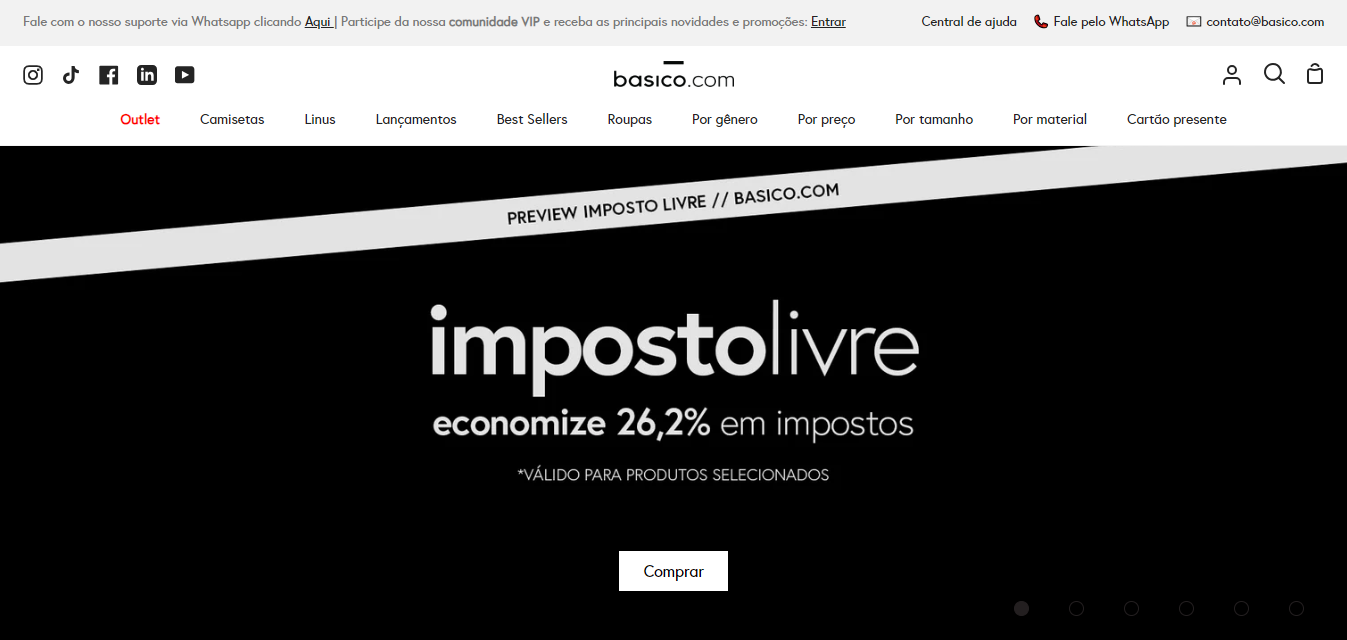 Fale com o nosso suporte via Whatsapp clicando Aqui | Participe da nossa comunidade VIP e receba as principais novidades e promoções: Entrar
Central de ajuda
Fale pelo WhatsApp
contato@basico.com
basico.com
Outlet
Camisetas
Linus
Lançamentos
Best Sellers
Roupas
Por gênero
Por preço
Por tamanho
Por material
Cartão presente
PREVIEW IMPOSTO LIVRE // BASICO.COM
impostolivre
economize 26,2% em impostos
*VÁLIDO PARA PRODUTOS SELECIONADOS
Comprar